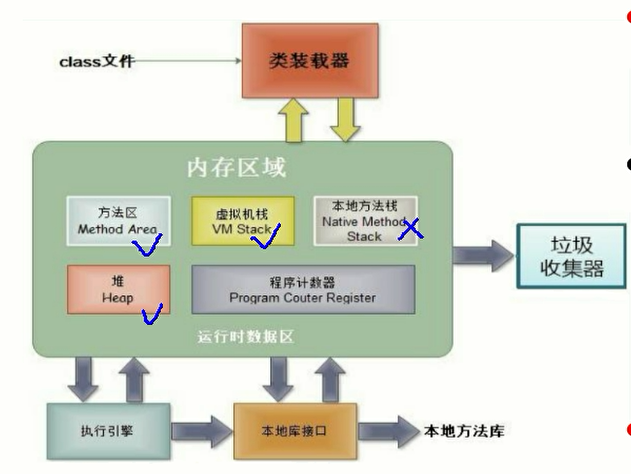 类装载器
class文件
内存区域
方法区
Method Area
虚拟机栈
VM Stack
本地方法栈
Native Method
Stack
堆
Heap
程序计数器
Program Couter Register
运行时数据区
垃圾
收集器
执行引擎
本地库接口
本地方法库